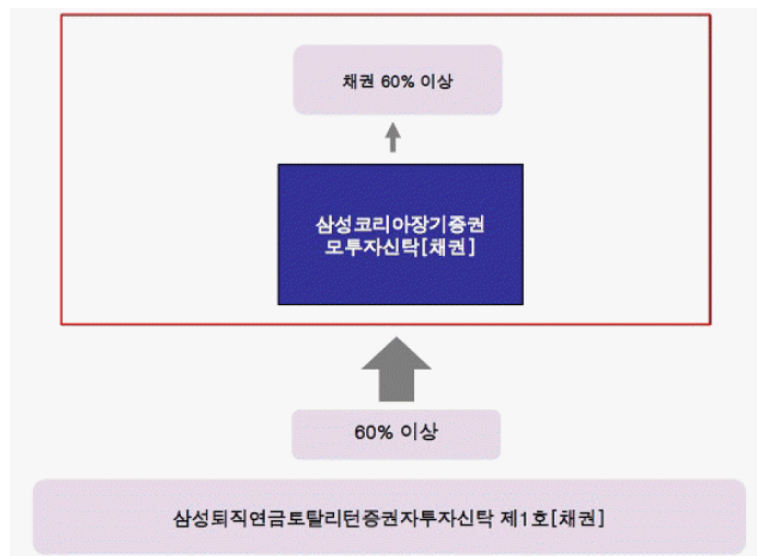 채권 60% 이상
삼성코리아장기증권
모투자신탁[채권]
60% 이상
삼성퇴직연금토탈리턴증권자투자신탁 제1호[채권]